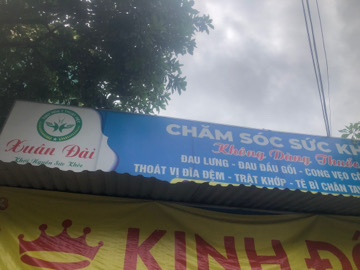 CHĂM SÓC SỨC KH
Không Dùng Thuốc
Xuân Đài
ĐAU LƯNG - ĐAU ĐẦU GỐI - CONG VẸO CỘ
THOÁT VỊ ĐĨA ĐỆM - TRẬT KHỚP - TÊ BÌ CHÂN TAY
KINH Đ